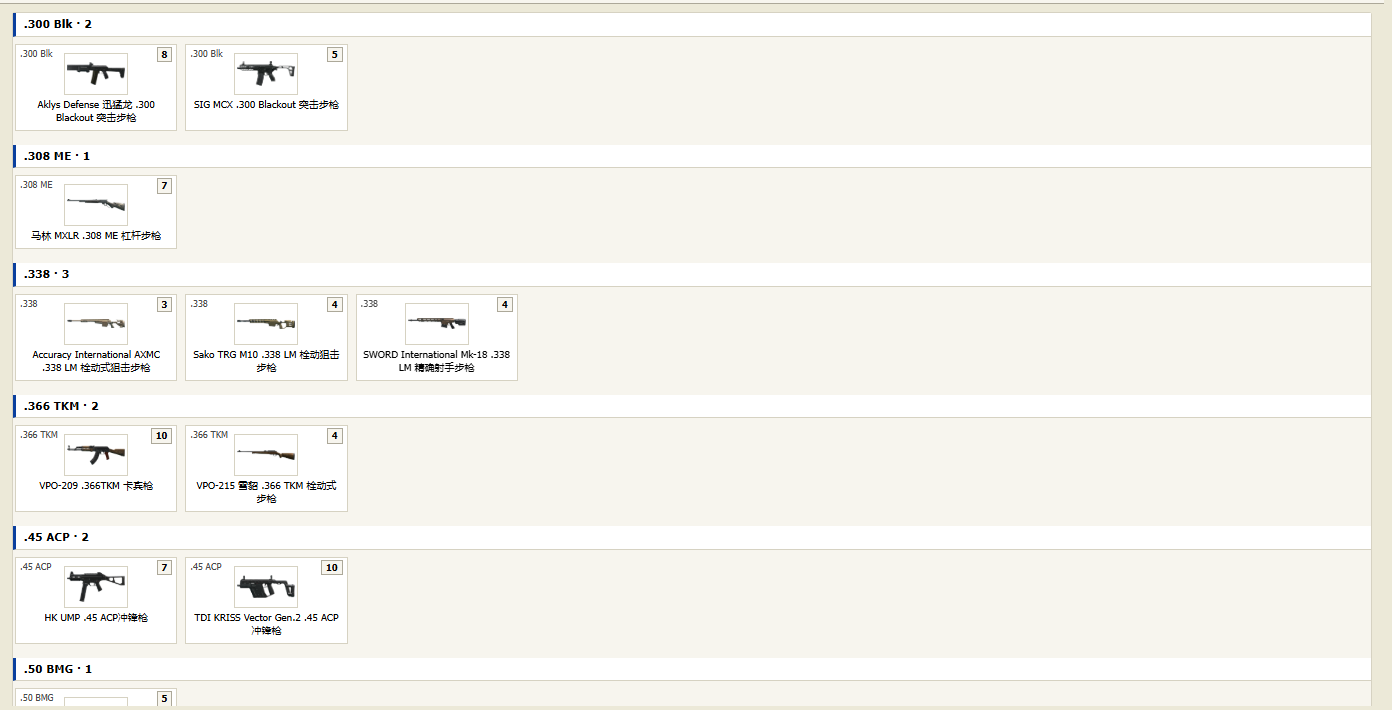 .300 Blk · 2
.300 Blk
8
Aklys Defense 迅猛龙 .300
Blackout 突击步枪
.300 Blk
5
SIG MCX .300 Blackout 突击步枪
.308 ME · 1
.308 ME
7
马林 MXLR .308 ME 杠杆步枪
.338 · 3
.338
3
Accuracy International AXMC
.338 LM 栓动式狙击步枪
.338
4
Sako TRG M10 .338 LM 栓动狙击
步枪
.338
4
SWORD International Mk-18 .338
LM 精确射手步枪
.366 TKM · 2
.366 TKM
10
VPO-209 .366TKM 卡宾枪
.366 TKM
4
VPO-215 雪貂 .366 TKM 栓动式
步枪
.45 ACP · 2
.45 ACP
7
HK UMP .45 ACP冲锋枪
.45 ACP
10
TDI KRISS Vector Gen.2 .45 ACP
冲锋枪
.50 BMG · 1
.50 BMG
5